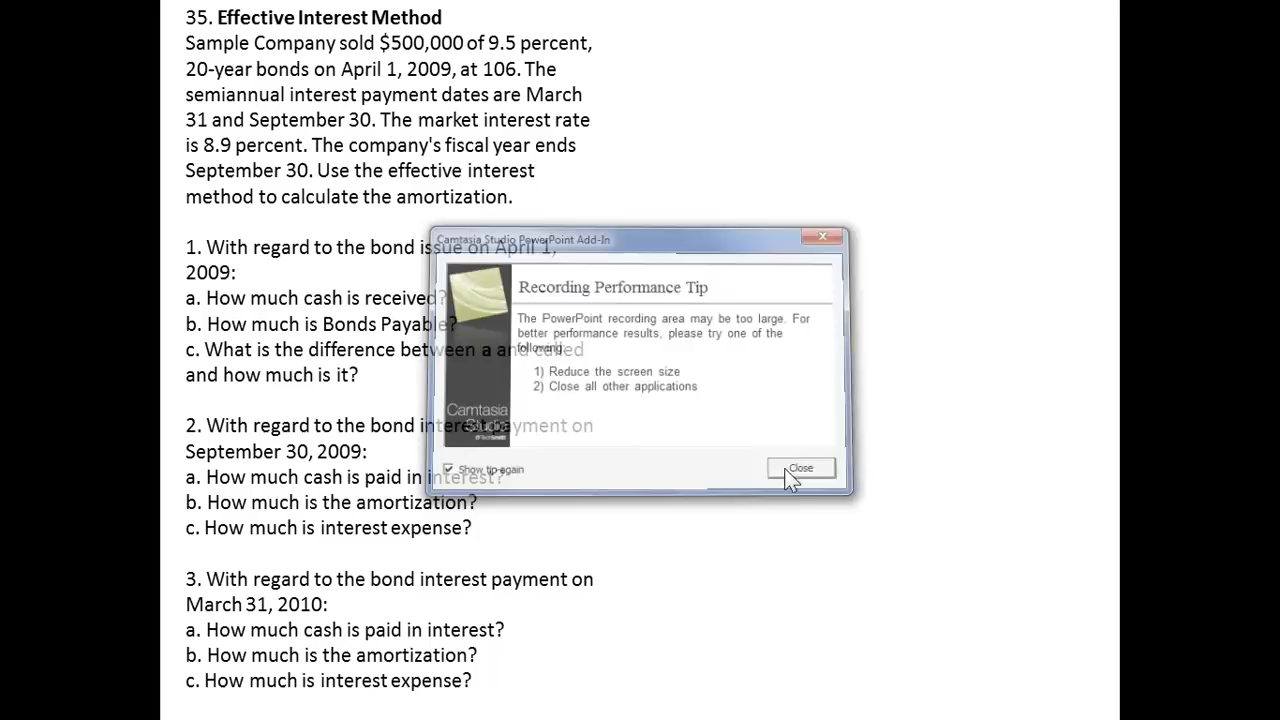 35. Effective Interest Method
Sample Company sold $500,000 of 9.5 percent,
20-year bonds on April 1, 2009, at 106. The
semiannual interest payment dates are March
31 and September 30. The market interest rate
is 8.9 percent. The company's fiscal year ends
September 30. Use the effective interest
method to calculate the amortization.
1. With regard to the bond issue on April 1,
2009:
a. How much cash is received?
b. How much is Bonds Payable?
c. What is the difference between a and called
and how much is it?
2. With regard to the bond interest payment on
September 30, 2009:
a. How much cash is paid in interest?
b. How much is the amortization?
c. How much is interest expense?
3. With regard to the bond interest payment on
March 31, 2010:
a. How much cash is paid in interest?
b. How much is the amortization?
c. How much is interest expense?
Camtasia Studio PowerPoint Add-In
Recording Performance Tip
The PowerPoint recording area may be too large. For
better performance results, please try one of the
following:
1) Reduce the screen size
2) Close all other applications
Camtasia
Studio
TechSmith
Show tip again
Close